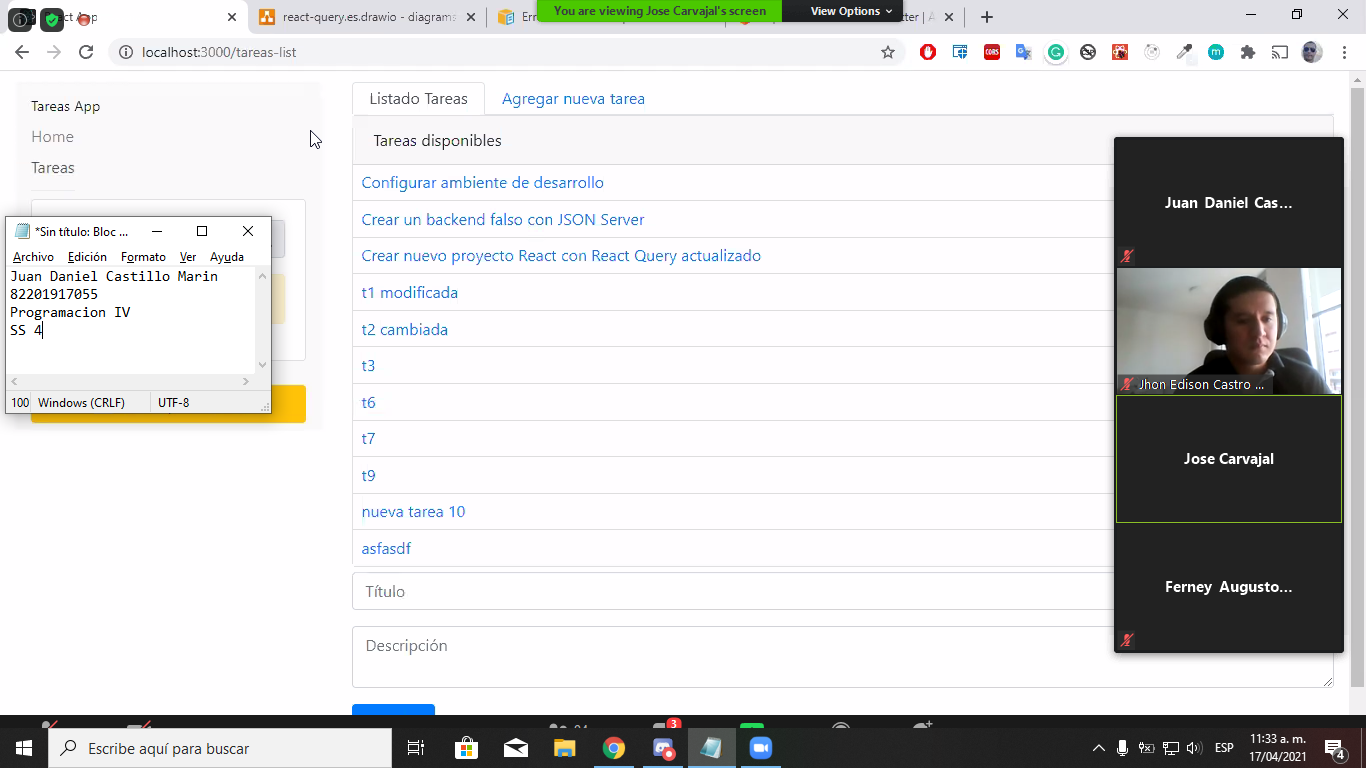 React App
react-query.es.drawio - diagrams
Err
tter | A
You are viewing Jose Carvajal's screen
View Options
localhost:3000/tareas-list
CORS
m
Tareas App
Home
Tareas
Listado Tareas
Agregar nueva tarea
Tareas disponibles
Configurar ambiente de desarrollo
Crear un backend falso con JSON Server
Crear nuevo proyecto React con React Query actualizado
t1 modificada
t2 cambiada
t3
t6
t7
t9
nueva tarea 10
asfasdf
Título
Descripción
*Sin título: Bloc ...
Archivo Edición Formato Ver Ayuda
Juan Daniel Castillo Marin
82201917055
Programacion IV
SS 4
100 Windows (CRLF) UTF-8
Juan Daniel Cas...
Jhon Edison Castro ...
Jose Carvajal
Ferney Augusto...
3
Escribe aquí para buscar
ESP
11:33 a. m.
17/04/2021
4